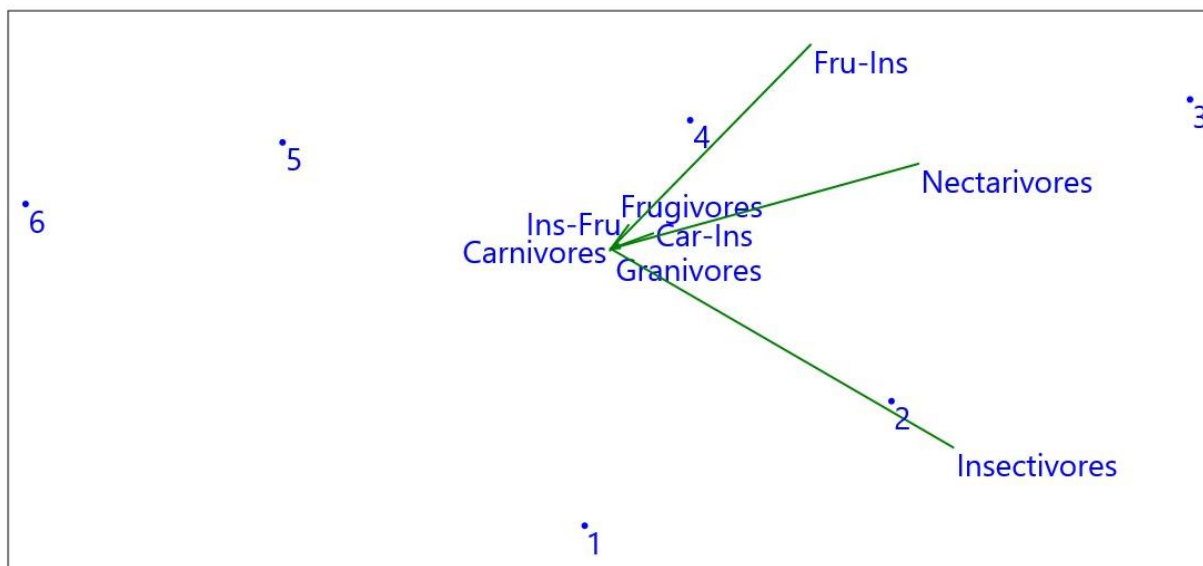 Fru-Ins
3
4
5
Nectarivores
Frugivores
6
Ins-Fru
Car-Ins
Carnivores
Granivores
2
Insectivores
1